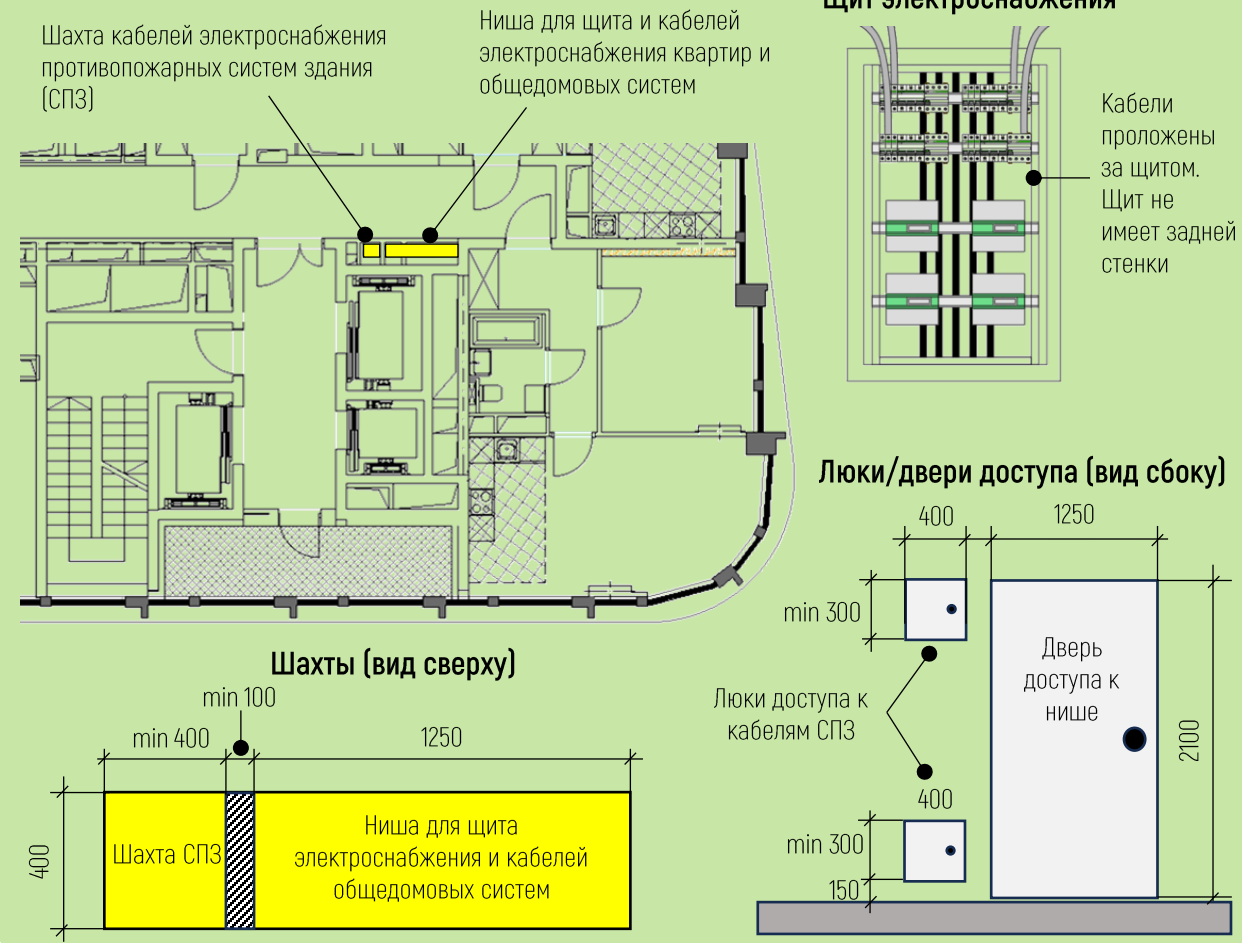 Щит электроснабжения
Шахта кабелей электроснабжения
противопожарных систем здания
(СПЗ)
Ниша для щита и кабелей
электроснабжения квартир и
общедомовых систем
Кабели
проложены
за щитом.
Щит не
имеет задней
стенки
Люки/двери доступа (вид сбоку)
400
1250
min 300
Дверь
доступа к
нише
2100
Люки доступа к
кабелям СПЗ
400
min 300
150
Шахты (вид сверху)
min 100
min 400
1250
400
Шахта СПЗ
Ниша для щита
электроснабжения и кабелей
общедомовых систем